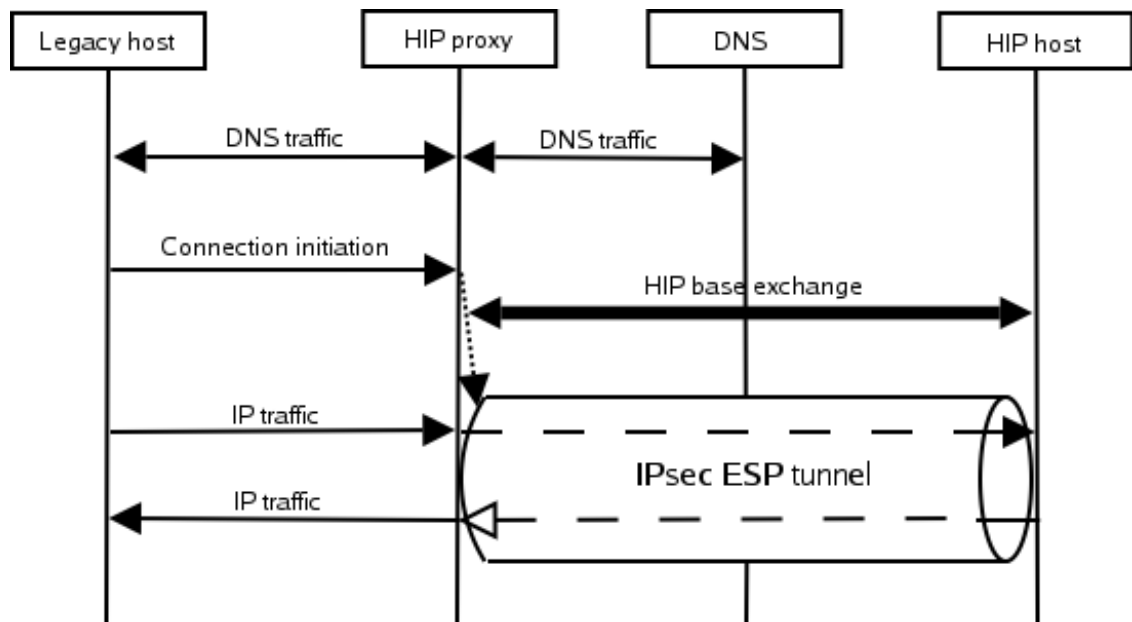 Legacy host
HIP proxy
DNS
HIP host
DNS traffic
DNS traffic
Connection initiation
HIP base exchange
IP traffic
IPsec ESP tunnel
IP traffic